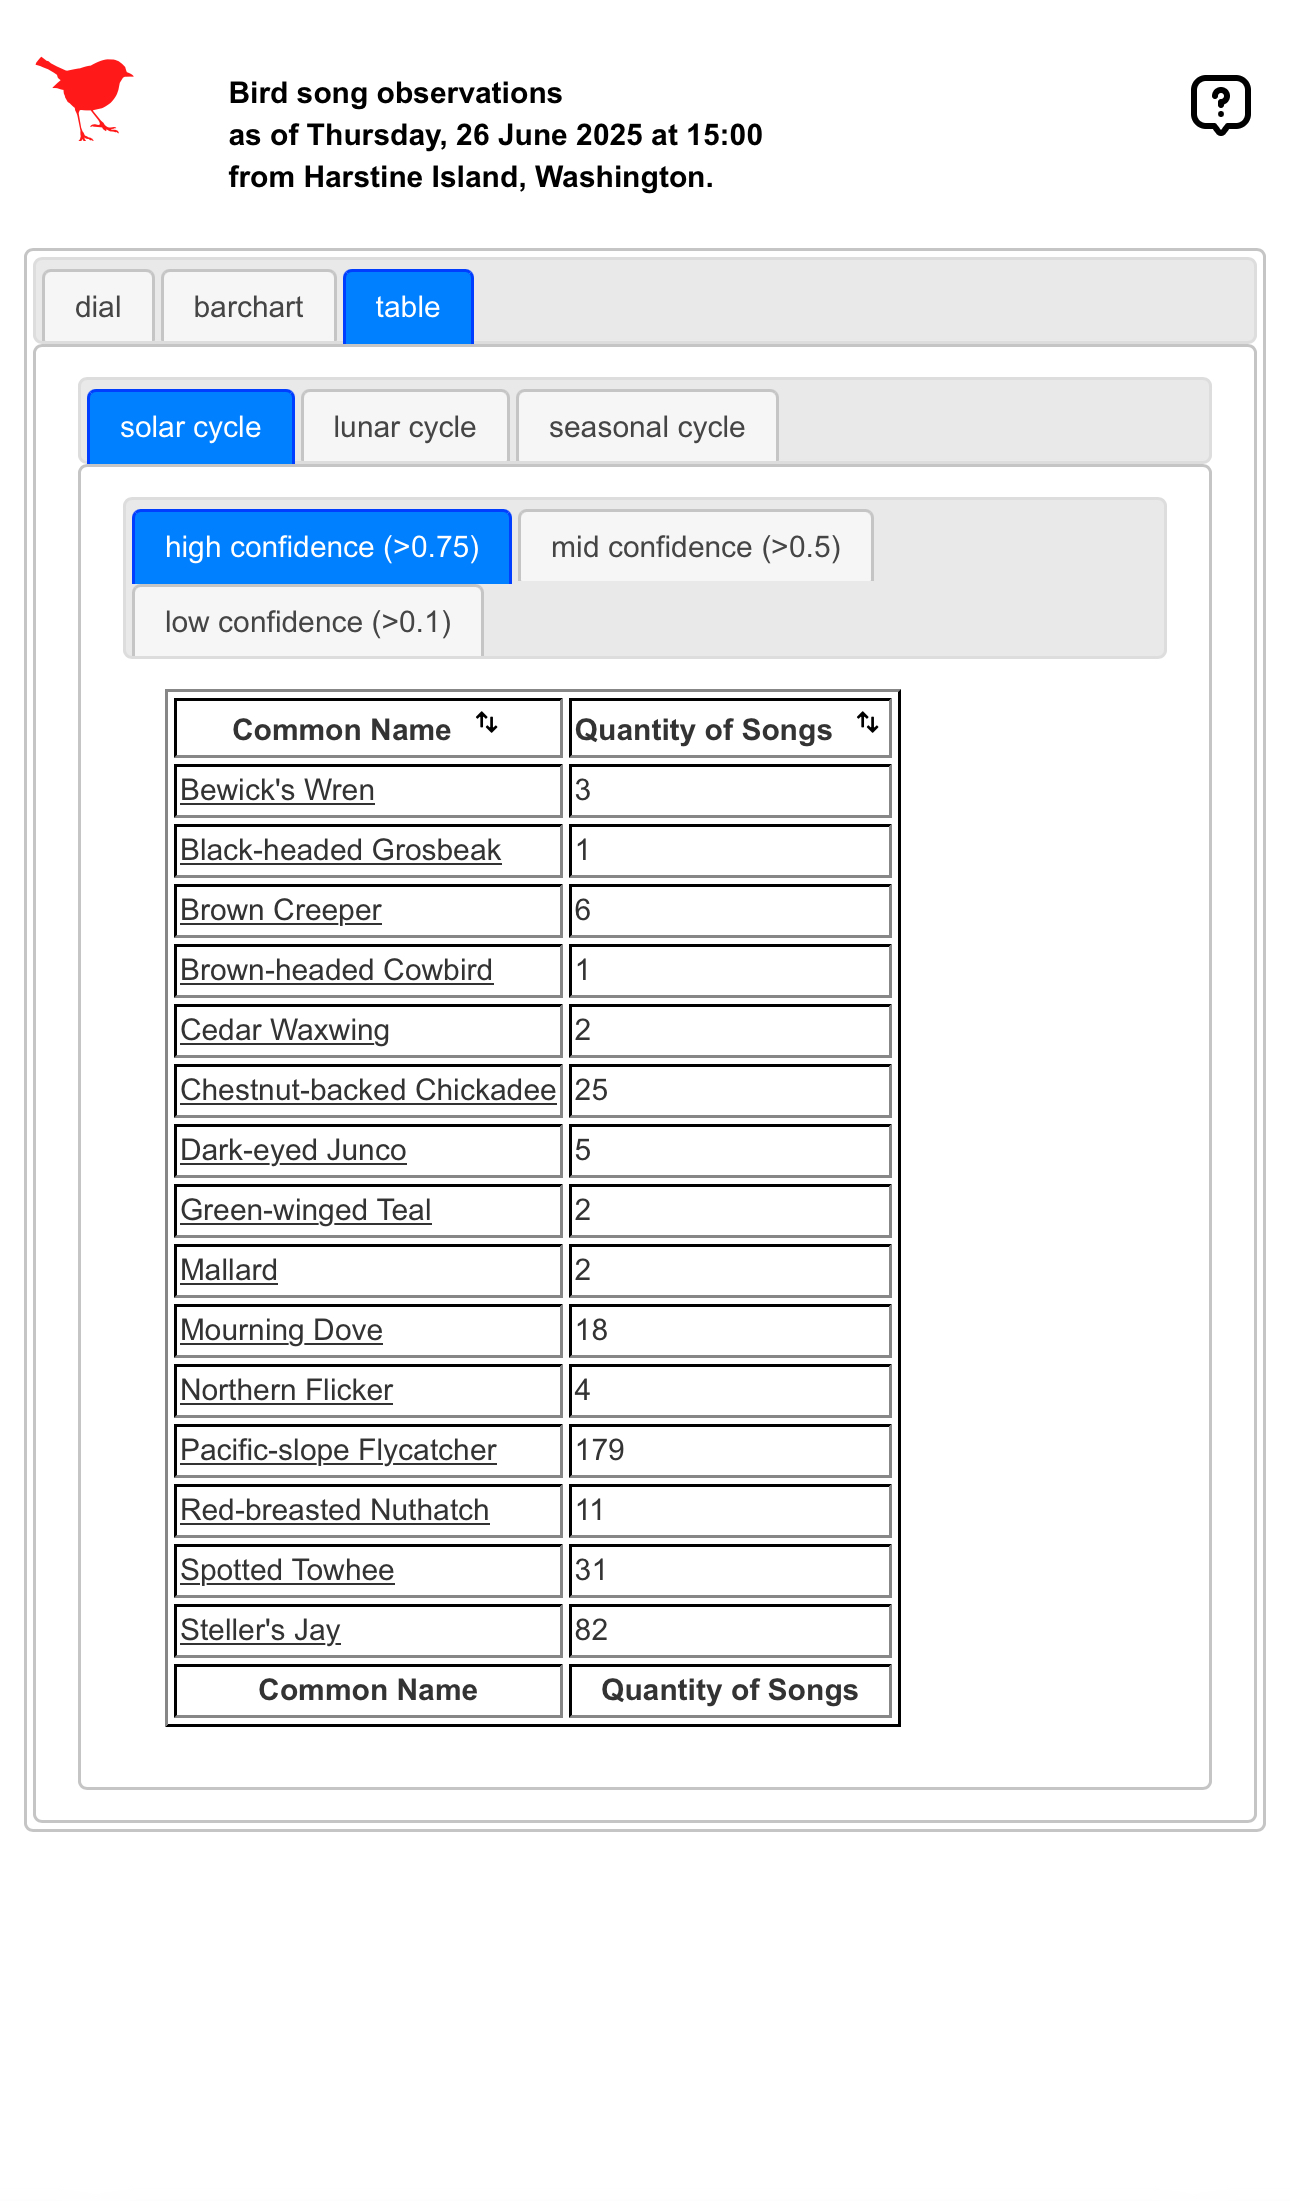 Bird song observations
as of Thursday, 26 June 2025 at 15:00
from Harstine Island, Washington.
?
dial barchart table
solar cycle lunar cycle seasonal cycle
high confidence (>0.75) mid confidence (>0.5)
low confidence (>0.1)
Common Name Quantity of Songs
Bewick's Wren 3
Black-headed Grosbeak 1
Brown Creeper 6
Brown-headed Cowbird 1
Cedar Waxwing 2
Chestnut-backed Chickadee 25
Dark-eyed Junco 5
Green-winged Teal 2
Mallard 2
Mourning Dove 18
Northern Flicker 4
Pacific-slope Flycatcher 179
Red-breasted Nuthatch 11
Spotted Towhee 31
Steller's Jay 82
Common Name Quantity of Songs